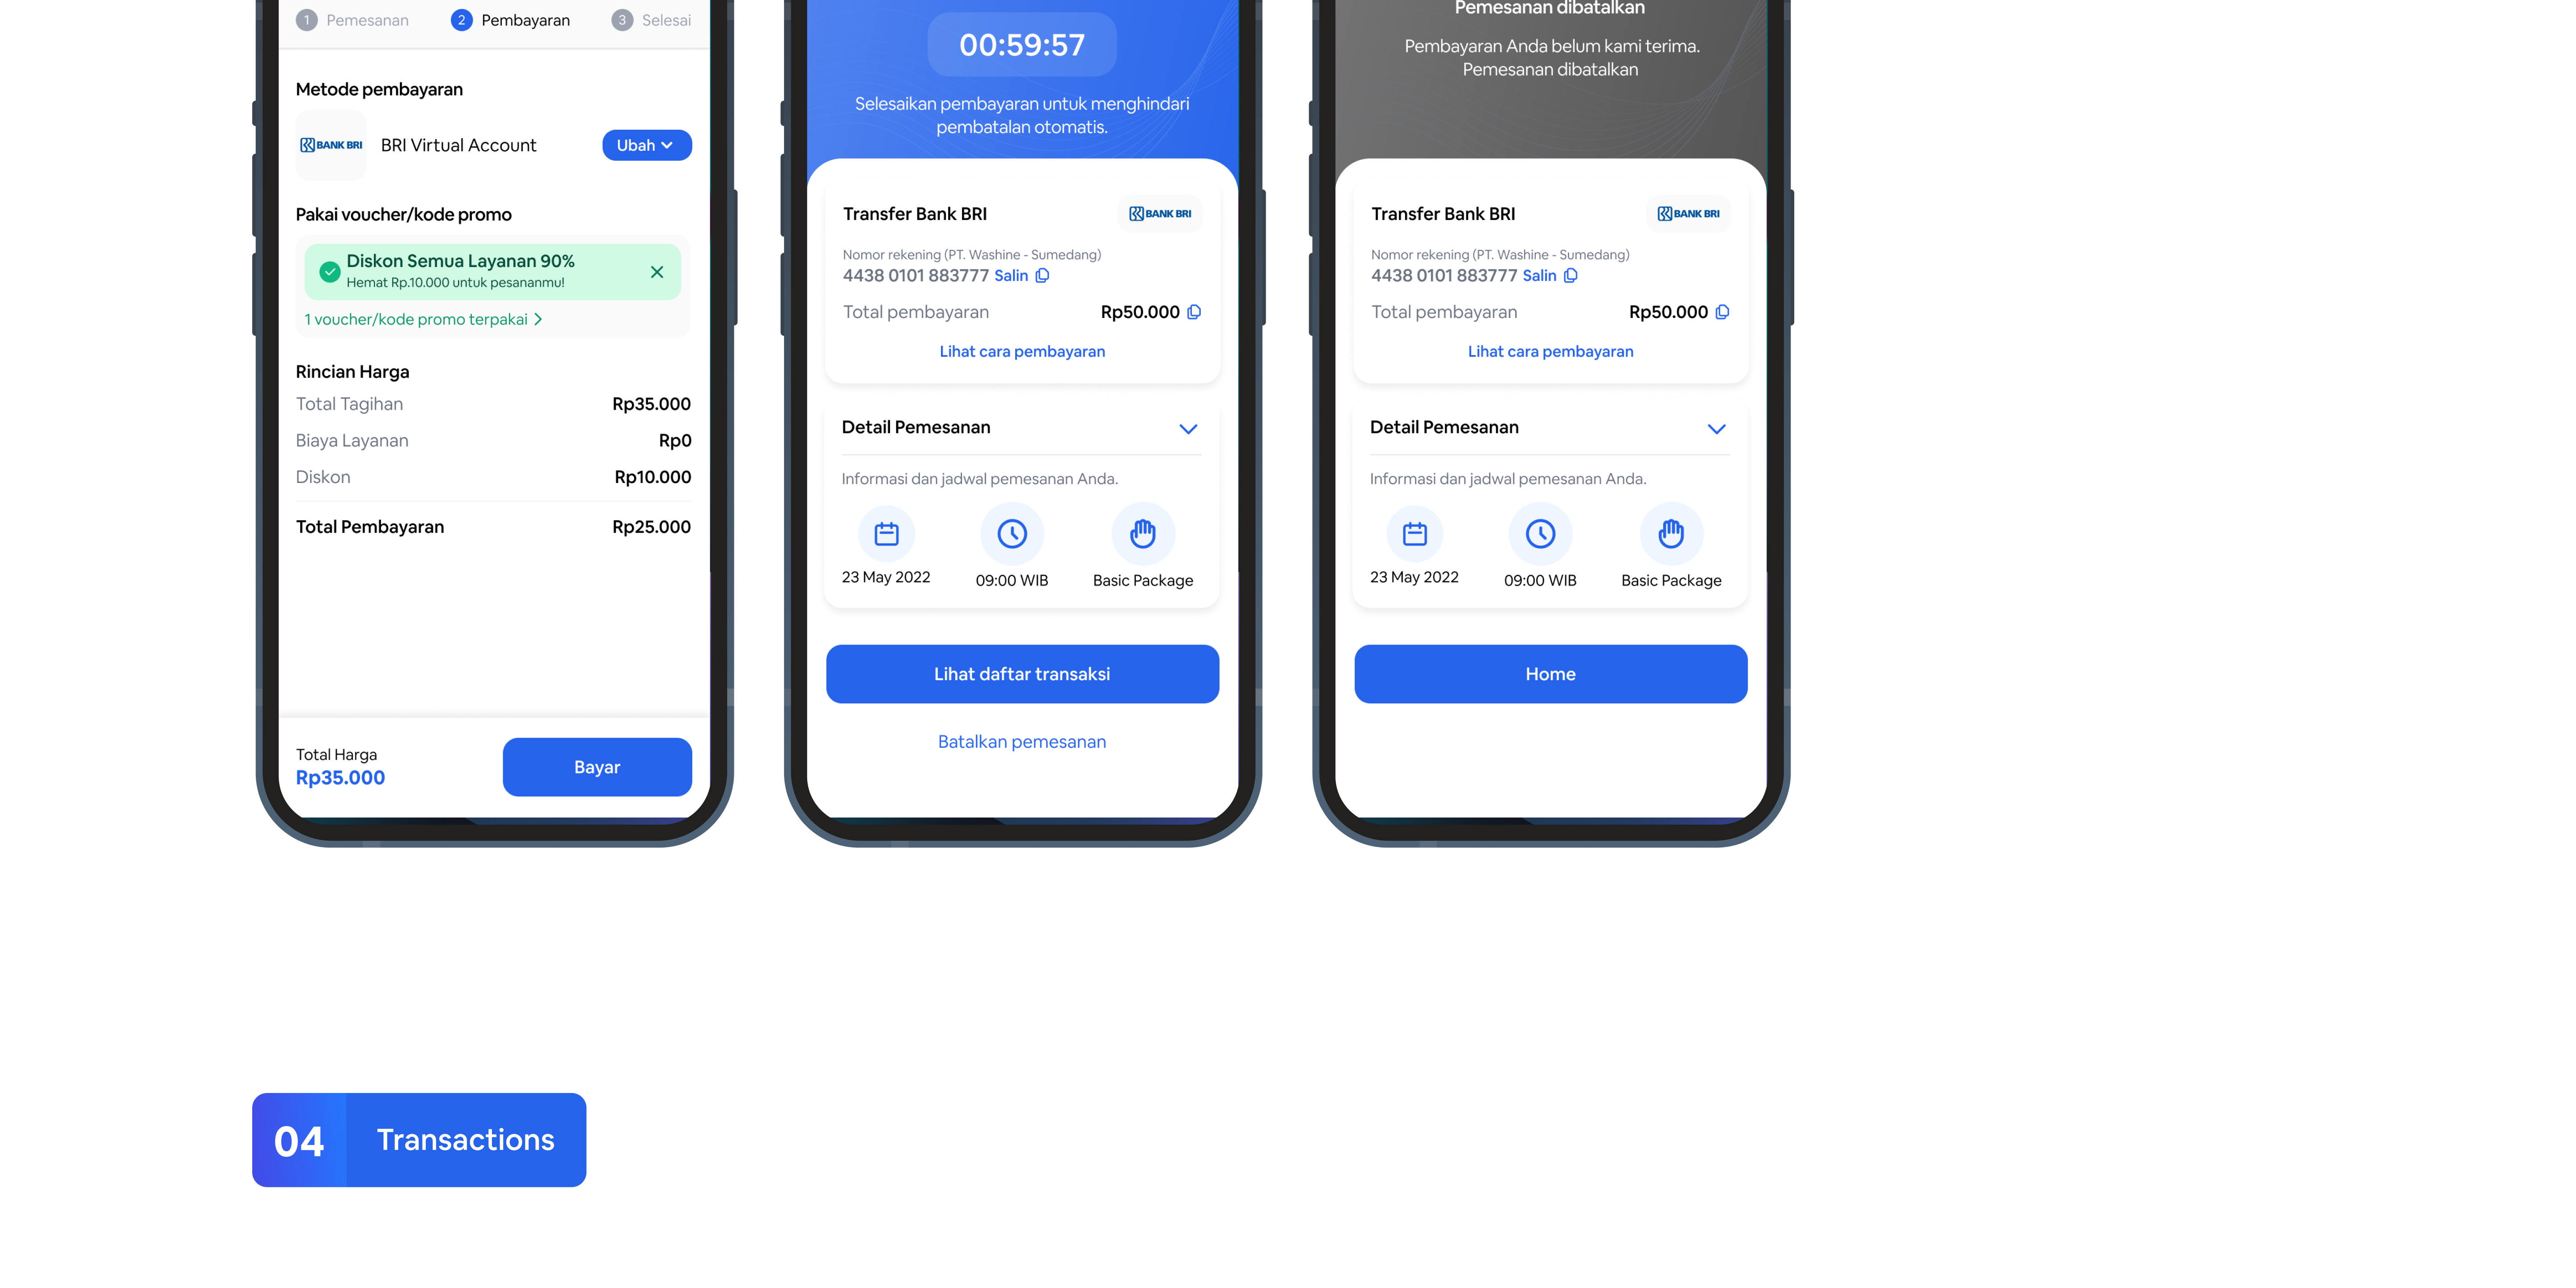 1 Pemesanan
2 Pembayaran
3 Selesai
Metode pembayaran
BANK BRI
BRI Virtual Account
Ubah
Pakai voucher/kode promo
Diskon Semua Layanan 90%
Hemat Rp.10.000 untuk pesananmu!
1 voucher/kode promo terpakai
Rincian Harga
Total Tagihan Rp35.000
Biaya Layanan Rp0
Diskon Rp10.000
Total Pembayaran Rp25.000
Total Harga
Rp35.000
Bayar
00:59:57
Selesaikan pembayaran untuk menghindari
pembatalan otomatis.
Transfer Bank BRI
BANK BRI
Nomor rekening (PT. Washine - Sumedang)
4438 0101 883777 Salin
Total pembayaran Rp50.000
Lihat cara pembayaran
Detail Pemesanan
Informasi dan jadwal pemesanan Anda.
23 May 2022
09:00 WIB
Basic Package
Lihat daftar transaksi
Batalkan pemesanan
Pemesanan dibatalkan
Pembayaran Anda belum kami terima.
Pemesanan dibatalkan
Transfer Bank BRI
BANK BRI
Nomor rekening (PT. Washine - Sumedang)
4438 0101 883777 Salin
Total pembayaran Rp50.000
Lihat cara pembayaran
Detail Pemesanan
Informasi dan jadwal pemesanan Anda.
23 May 2022
09:00 WIB
Basic Package
Home
04 Transactions